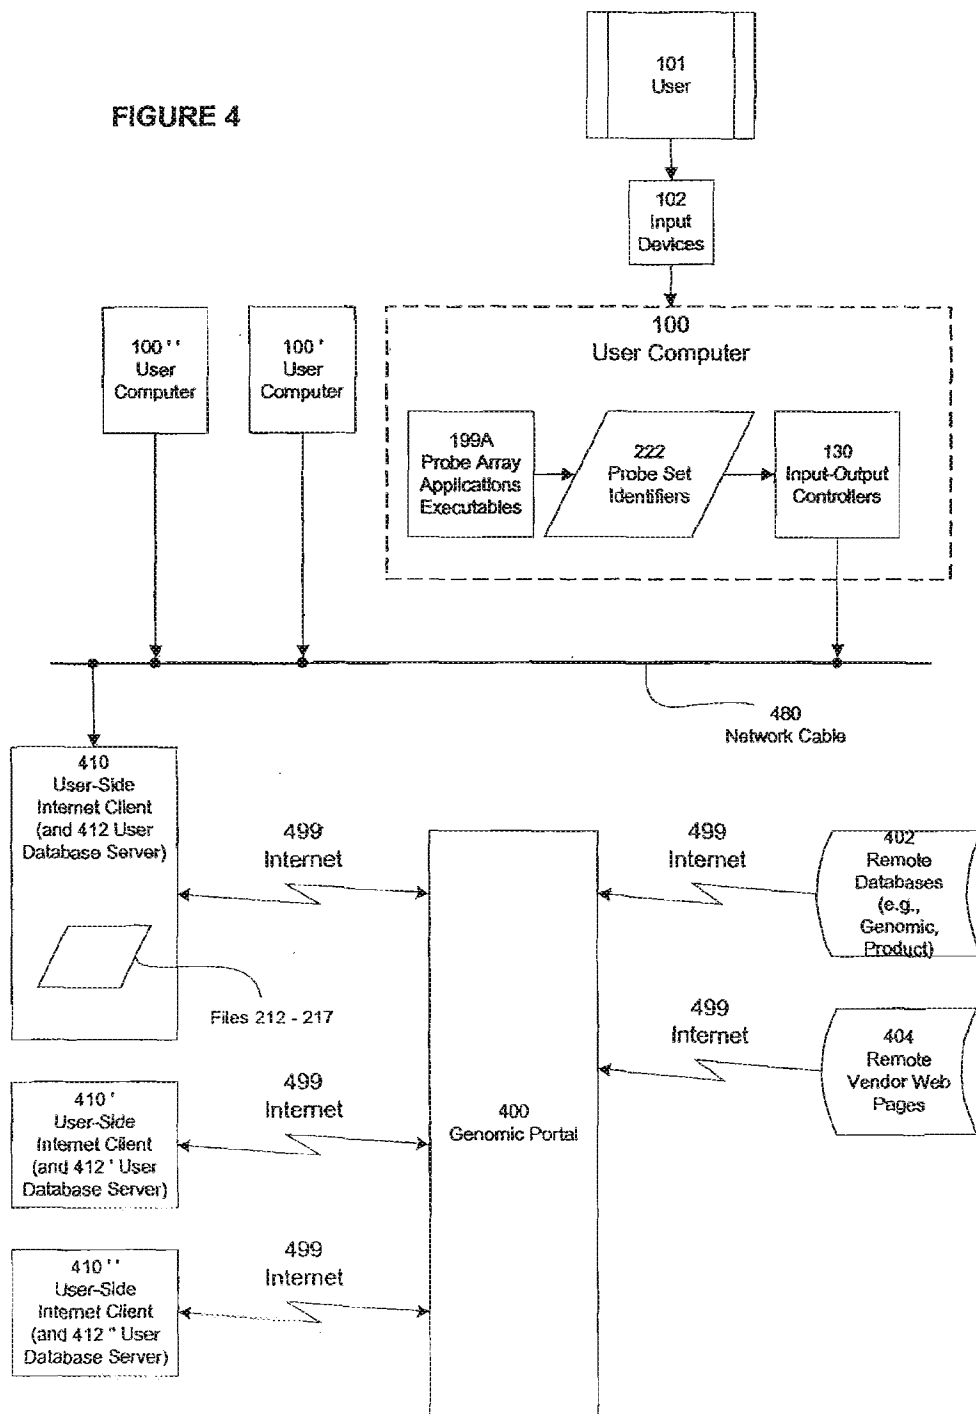 FIGURE 4
101
User
102
Input
Devices
100
User Computer
100 ' '
User
Computer
100 '
User
Computer
199A
Probe Array
Applications
Executables
222
Probe Set
Identifiers
130
Input-Output
Controllers
480
Network Cable
410
User-Side
Internet Client
(and 412 User
Database Server)
Files 212 - 217
499
Internet
499
Internet
402
Remote
Databases
(e.g.,
Genomic,
Product)
499
Internet
404
Remote
Vendor Web
Pages
400
Genomic Portal
410 '
User-Side
Internet Client
(and 412 ' User
Database Server)
499
Internet
410 ' '
User-Side
Internet Client
(and 412 " User
Database Server)
499
Internet